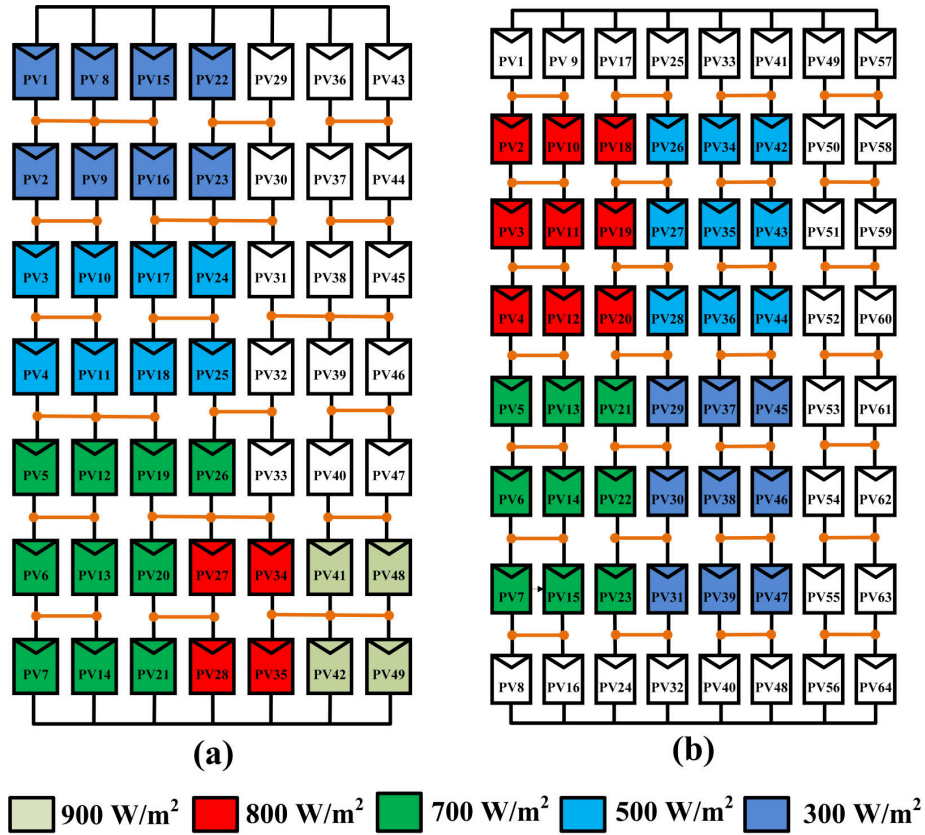 PV1 PV 8 PV15 PV22 PV29 PV36 PV43
PV2 PV9 PV16 PV23 PV30 PV37 PV44
PV3 PV10 PV17 PV24 PV31 PV38 PV45
PV4 PV11 PV18 PV25 PV32 PV39 PV46
PV5 PV12 PV19 PV26 PV33 PV40 PV47
PV6 PV13 PV20 PV27 PV34 PV41 PV48
PV7 PV14 PV21 PV28 PV35 PV42 PV49
(a)
PV1 PV 9 PV17 PV25 PV33 PV41 PV49 PV57
PV2 PV10 PV18 PV26 PV34 PV42 PV50 PV58
PV3 PV11 PV19 PV27 PV35 PV43 PV51 PV59
PV4 PV12 PV20 PV28 PV36 PV44 PV52 PV60
PV5 PV13 PV21 PV29 PV37 PV45 PV53 PV61
PV6 PV14 PV22 PV30 PV38 PV46 PV54 PV62
PV7 PV15 PV23 PV31 PV39 PV47 PV55 PV63
PV8 PV16 PV24 PV32 PV40 PV48 PV56 PV64
(b)
900 W/m² 800 W/m² 700 W/m² 500 W/m² 300 W/m²